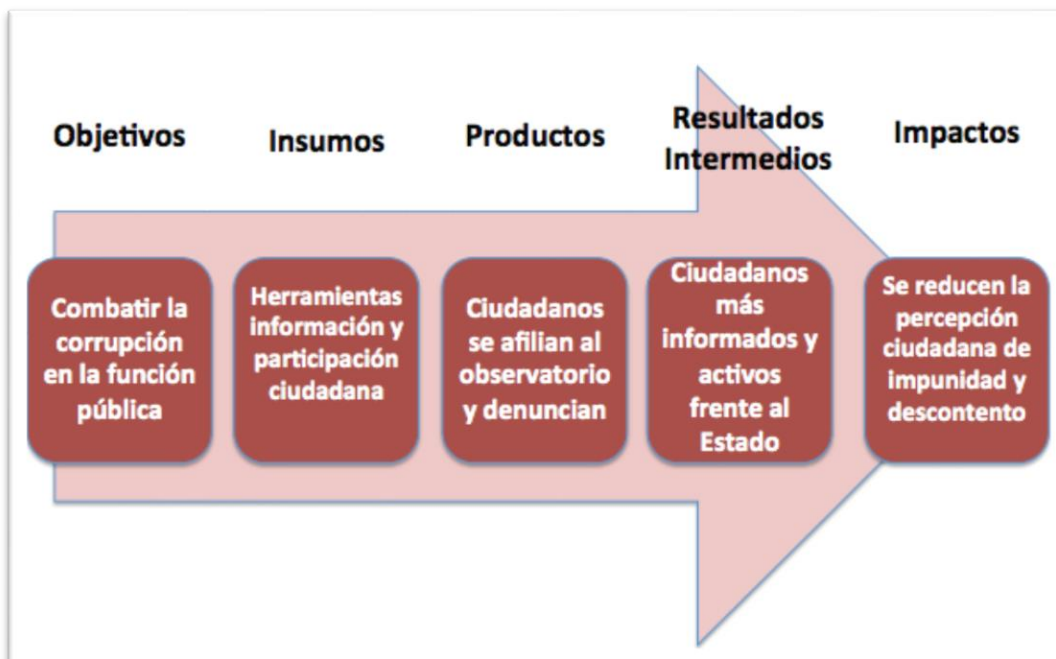 Objetivos
Insumos
Productos
Resultados
Intermedios
Impactos
Combatir la
corrupción
en la función
pública
Herramientas
información y
participación
ciudadana
Ciudadanos
se afilian al
observatorio
y denuncian
Ciudadanos
más
informados y
activos
frente al
Estado
Se reducen la
percepción
ciudadana de
impunidad y
descontento